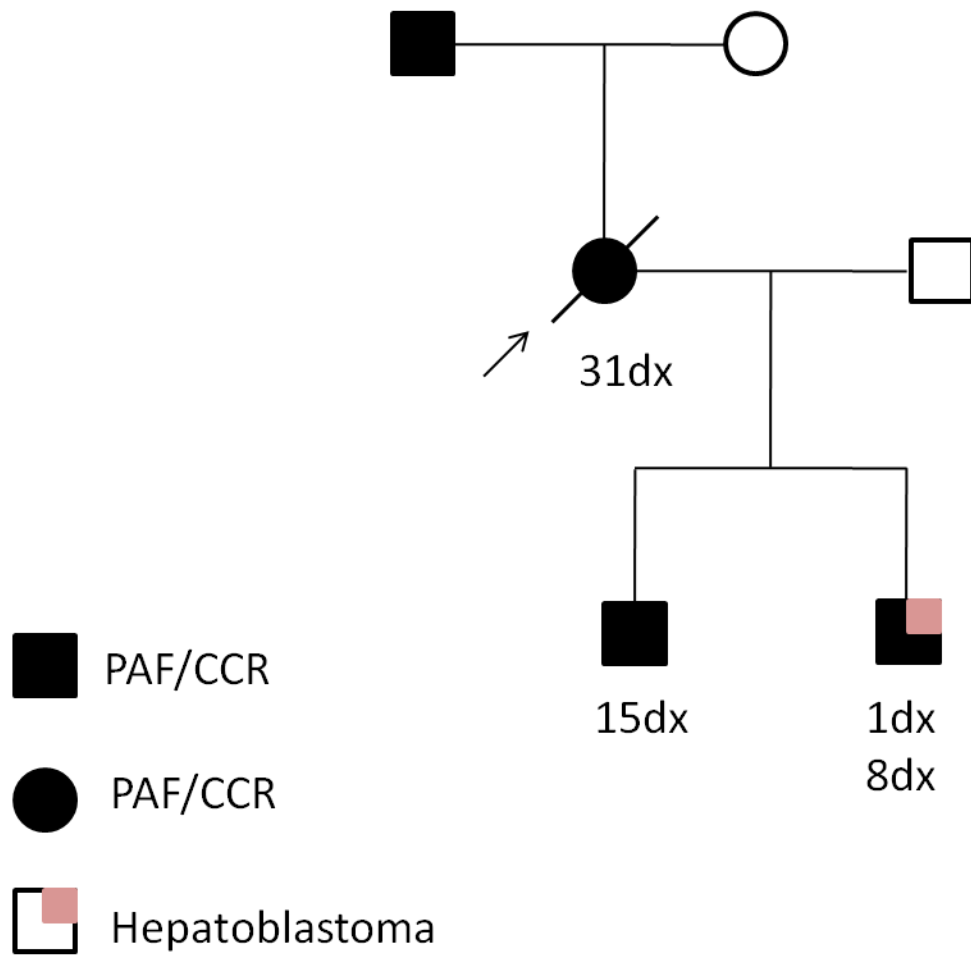 31dx
15dx
1dx
8dx
PAF/CCR
PAF/CCR
Hepatoblastoma